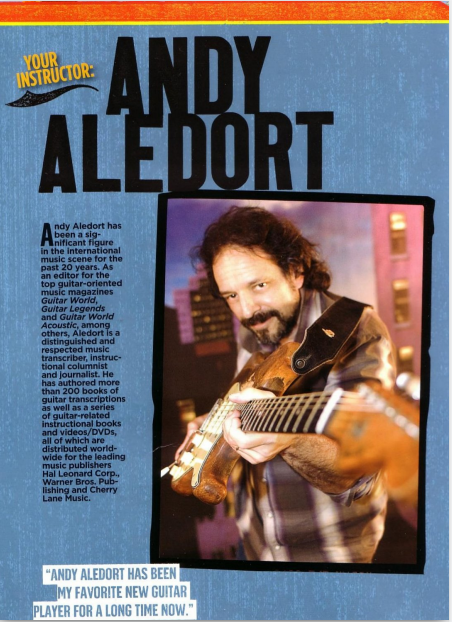 YOUR
INSTRUCTOR:
ANDY
ALEDORT
Andy Aledort has
been a sig-
nificant figure
in the international
music scene for the
past 20 years. As
an editor for the
top guitar-oriented
music magazines
Guitar World,
Guitar Legends
and Guitar World
Acoustic, among
others, Aledort is a
distinguished and
respected music
transcriber, instruc-
tional columnist
and journalist. He
has authored more
than 200 books of
guitar transcriptions
as well as a series
of guitar-related
instructional books
and videos/DVDs,
all of which are
distributed world-
wide for the leading
music publishers
Hal Leonard Corp.,
Warner Bros. Pub-
lishing and Cherry
Lane Music.
"ANDY ALEDORT HAS BEEN
MY FAVORITE NEW GUITAR
PLAYER FOR A LONG TIME NOW."